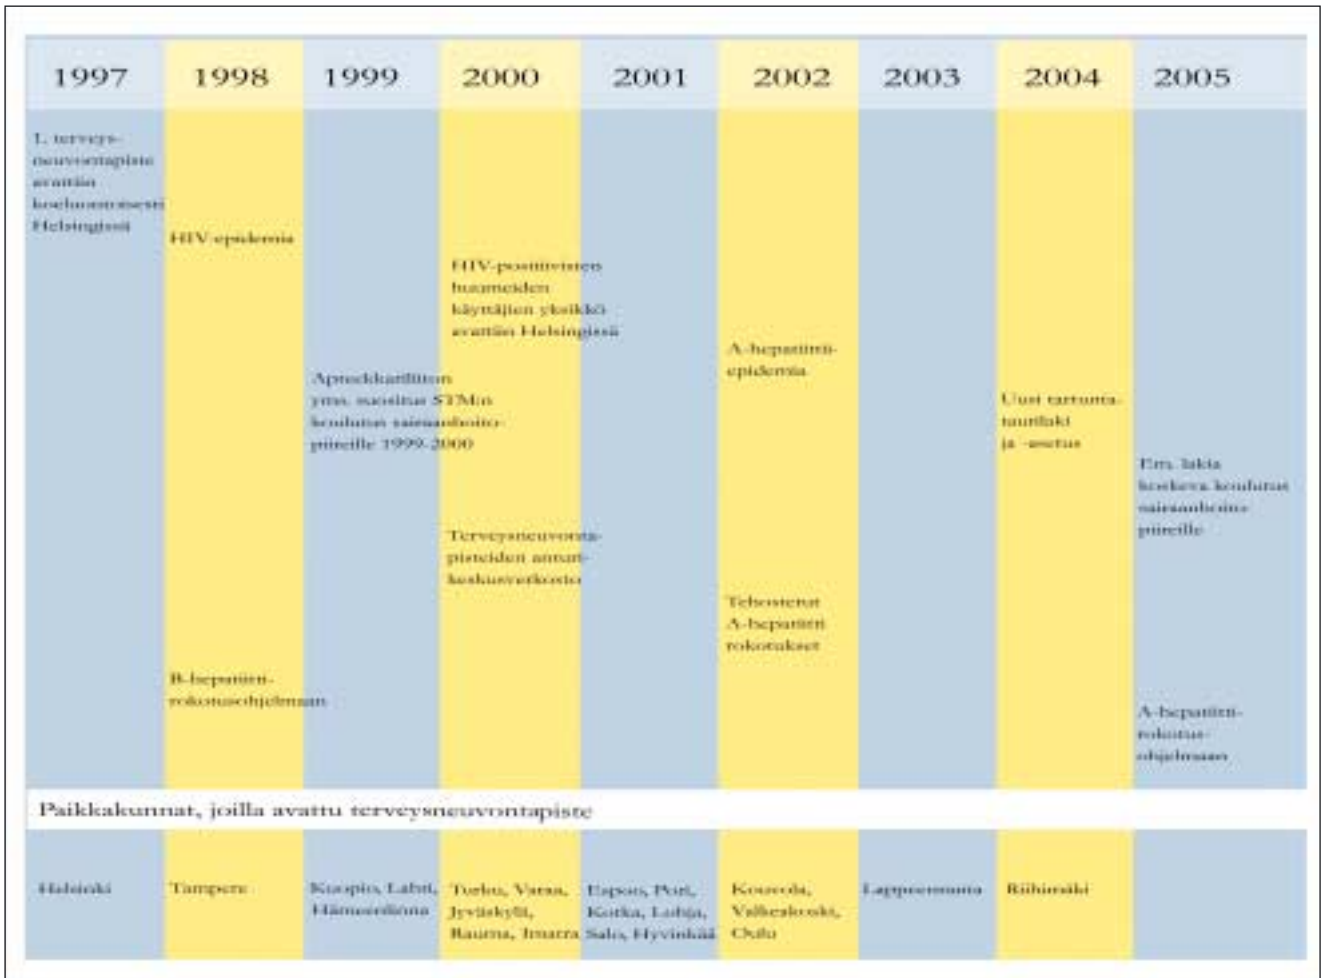 1997 1998 1999 2000 2001 2002 2003 2004 2005
1. terveys-
neuvontapiste
avattiin
koeluontoisesti
Helsingissä
HIV-epidemia
B-hepatiitti-
rokotusohjelmaan
Apteekkariliiton
yms. suositus STM:n
koulutus sairaanhoito-
piireille 1999-2000
HIV-positiivisten
huumeiden
käyttäjien yksikkö
avattiin Helsingissä
Terveysneuvonta-
pisteiden
keskusverkosto
A-hepatiitti-
epidemia
Tehostetut
A-hepatiitti
rokotukset
Uusi tartunta-
tautilaki
ja -asetus
Em. lakia
koskeva koulutus
sairaanhoito-
piireille
A-hepatiitti-
rokotus-
ohjelmaan
Paikkakunnat, joilla avattu terveysneuvontapiste
Helsinki
Tampere
Kuopio, Lahti,
Hämeenlinna
Turku, Vaasa,
Jyväskylä,
Rauma, Imatra
Espoo, Pori,
Kotka, Lohja,
Salo, Hyvinkää
Kouvola,
Valkeakoski,
Oulu
Lappeenranta
Riihimäki